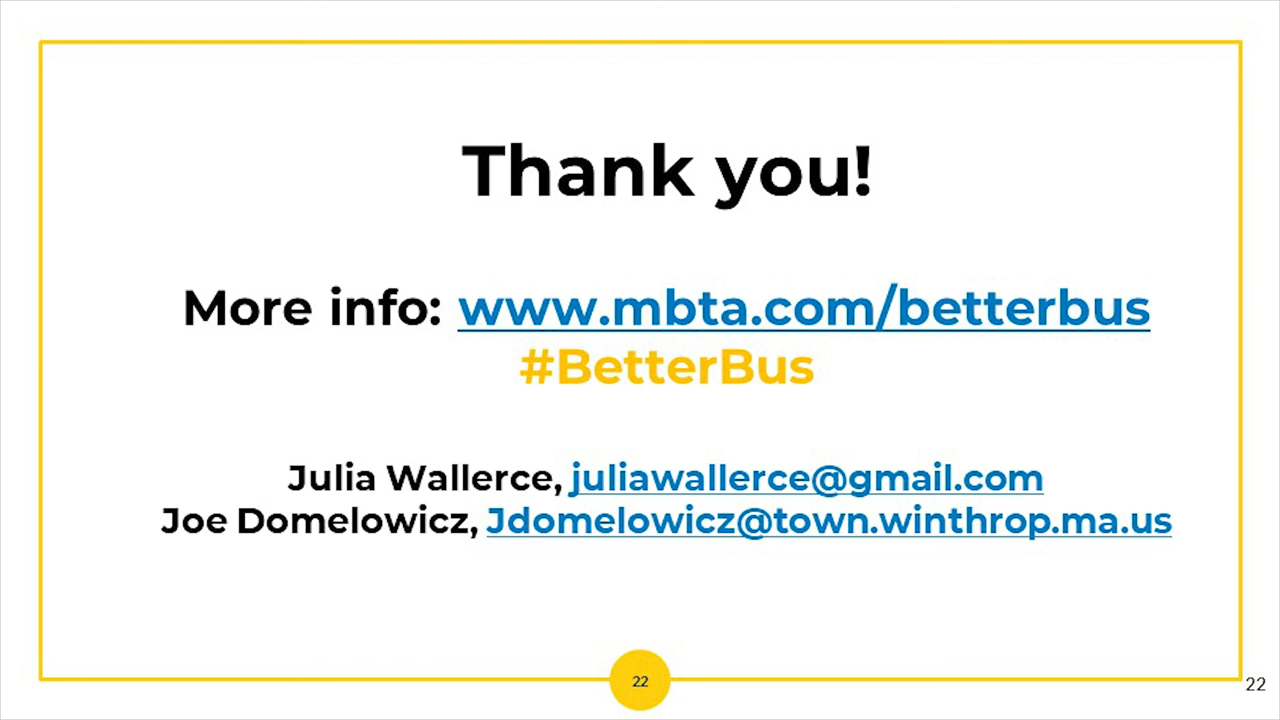 Thank you!
More info: www.mbta.com/betterbus
#BetterBus
Julia Wallerce, juliawallerce@gmail.com
Joe Domelowicz, Jdomelowicz@town.winthrop.ma.us
22
22